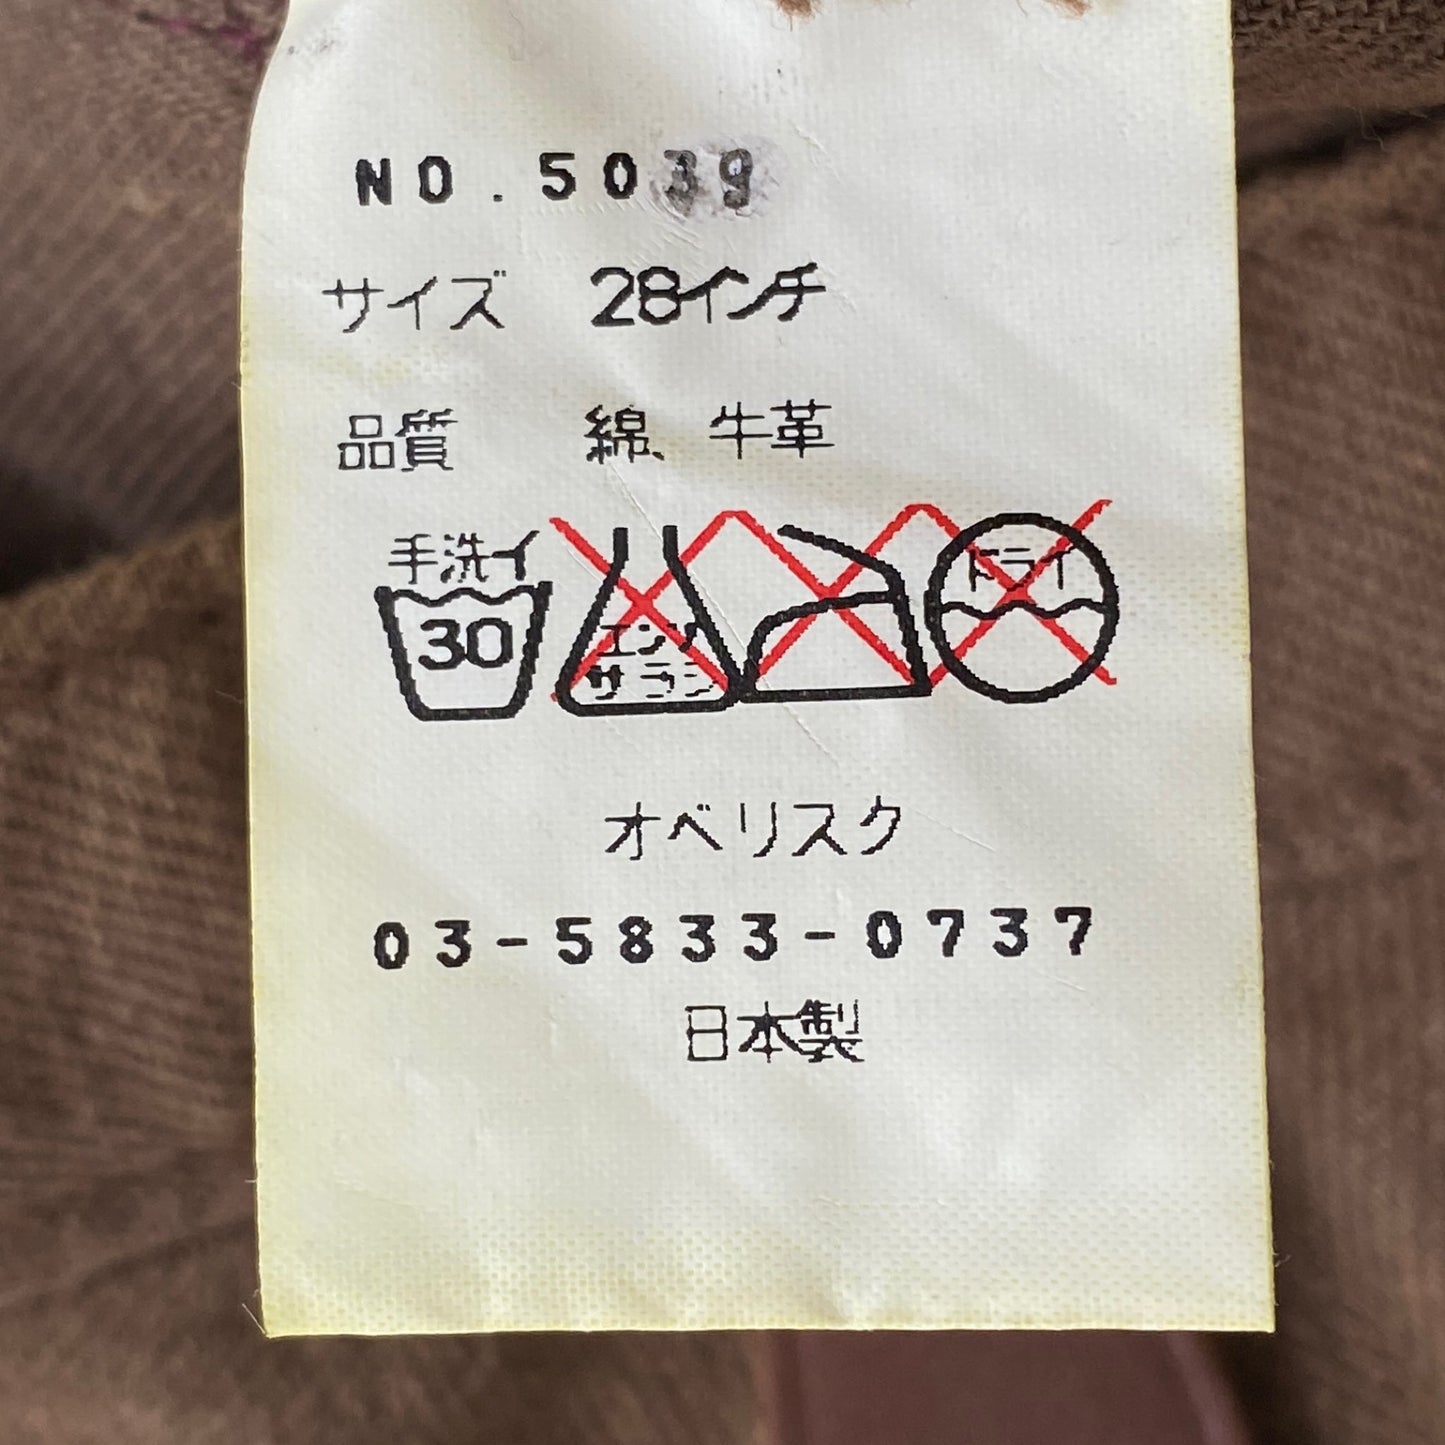 NO.5039
サイズ 28インチ
品質 綿、牛革
手洗イ
30
エンソ
サラシ
ドライ
オベリスク
03-5833-0737
日本製